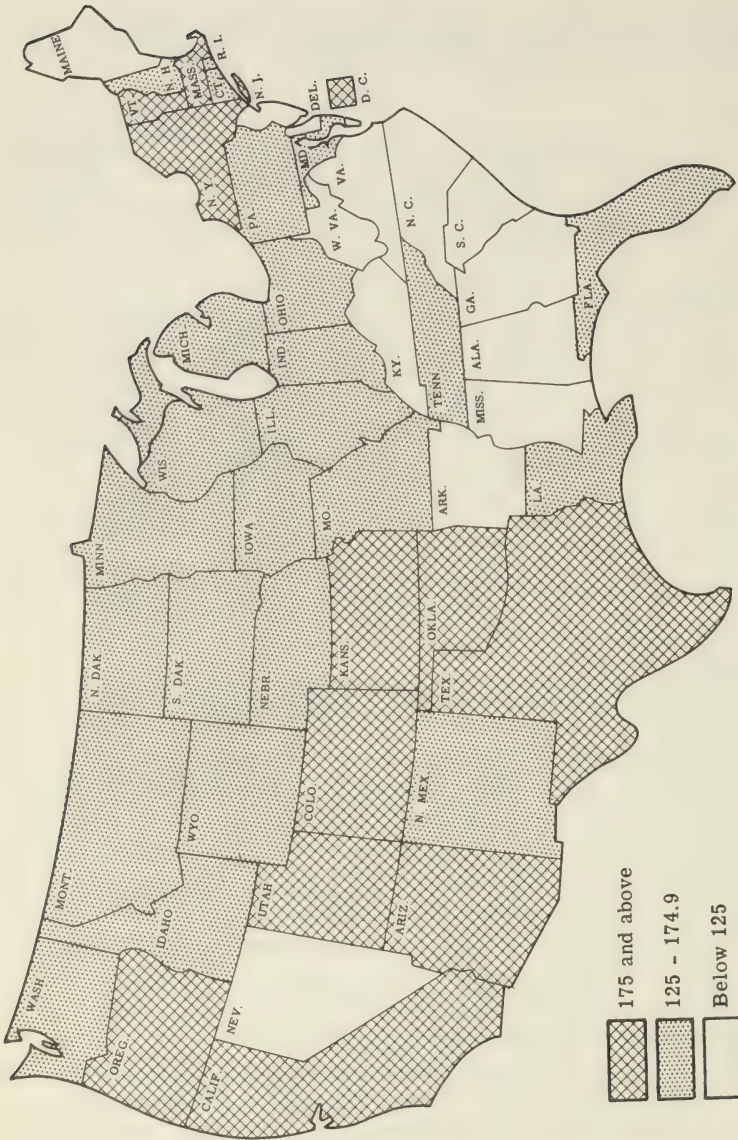 WASH
OREG.
CALIF.
NEV.
IDAHO
MONT.
WYO.
UTAH
ARIZ.
COLO.
N. MEX
N. DAK.
S. DAK.
NEBR.
KANS.
OKLA.
TEX
MINN.
IOWA
MO.
ARK.
LA
WIS.
ILL.
MICH.
IND.
OHIO
KY.
TENN.
MISS.
ALA.
GA.
FLA.
S. C.
N. C.
VA.
W. VA.
MD.
DEL.
D. C.
PA.
N. J.
N. Y.
CT.
R. I.
MASS.
VT.
N. H
MAINE
175 and above
125 - 174.9
Below 125